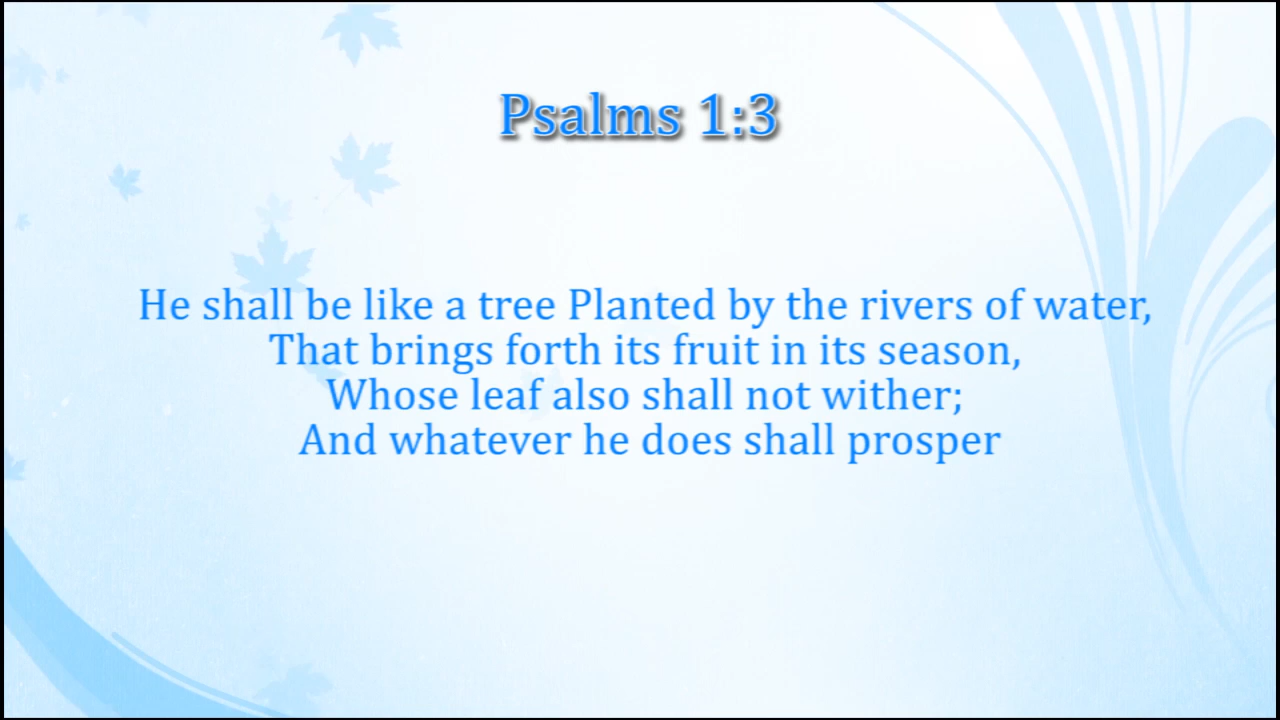 Psalms 1:3
He shall be like a tree Planted by the rivers of water,
That brings forth its fruit in its season,
Whose leaf also shall not wither;
And whatever he does shall prosper